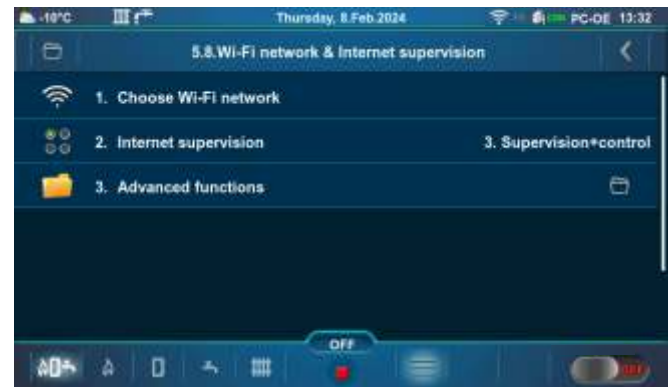 -10°C Thursday, 8.Feb.2024 PC-OE 13:32
5.8.Wi-Fi network & Internet supervision
1. Choose Wi-Fi network
2. Internet supervision 3. Supervision+control
3. Advanced functions
OFF
OFF